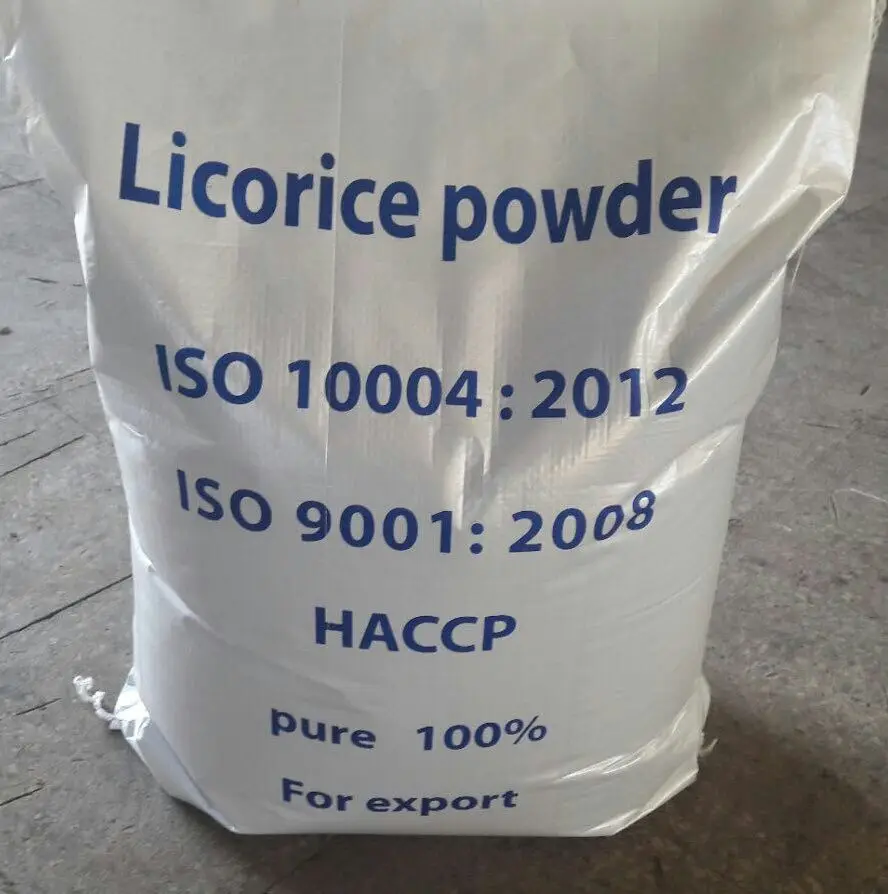 Licorice powder
ISO 10004 : 2012
ISO 9001: 2008
HACCP
pure 100%
For export